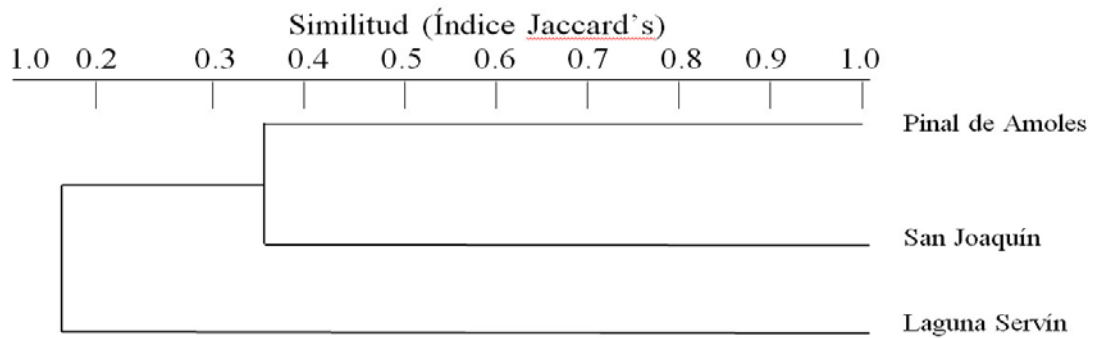 Similitud (Índice Jaccard's)
1.0 0.2 0.3 0.4 0.5 0.6 0.7 0.8 0.9 1.0
Pinal de Amoles
San Joaquín
Laguna Servín